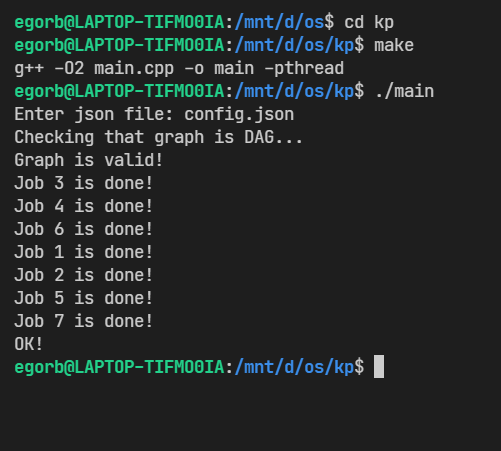 egorb@LAPTOP-TIFMO0IA:/mnt/d/os$ cd kp
egorb@LAPTOP-TIFMO0IA:/mnt/d/os/kp$ make
g++ -O2 main.cpp -o main -pthread
egorb@LAPTOP-TIFMO0IA:/mnt/d/os/kp$ ./main
Enter json file: config.json
Checking that graph is DAG...
Graph is valid!
Job 3 is done!
Job 4 is done!
Job 6 is done!
Job 1 is done!
Job 2 is done!
Job 5 is done!
Job 7 is done!
OK!
egorb@LAPTOP-TIFMO0IA:/mnt/d/os/kp$